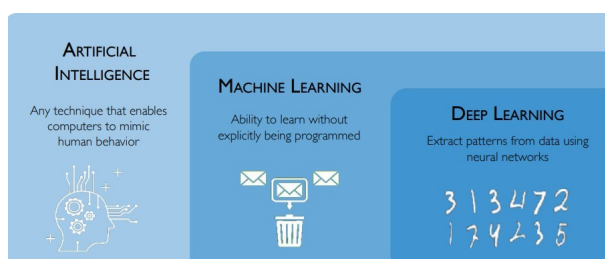 ARTIFICIAL
INTELLIGENCE
Any technique that enables
computers to mimic
human behavior
MACHINE LEARNING
Ability to learn without
explicitly being programmed
DEEP LEARNING
Extract patterns from data using
neural networks
3 1 3 4 7 2
1 7 4 2 3 5